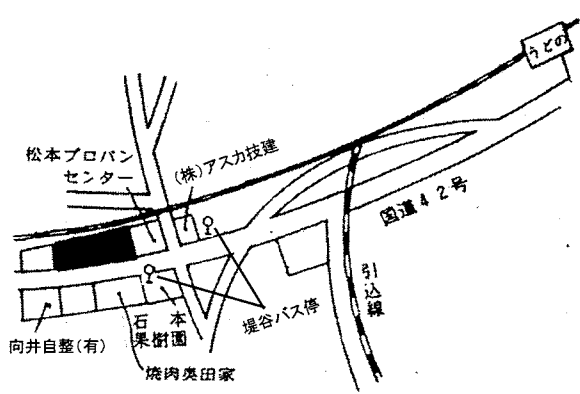 うどの
松本プロパン
センター
(株)アスカ技建
国道42号
引込線
堤谷バス停
石本
果樹園
向井自整(有)
焼肉奥田家